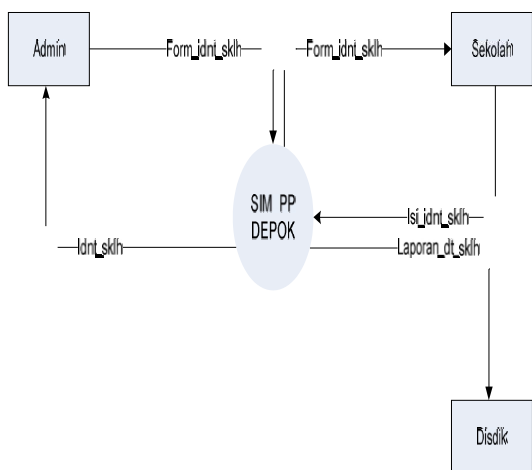 Admin
Form_idnt_sklh
Form_idnt_sklh
Sekolah
SIM PP
DEPOK
Isi_idnt_sklh
Idnt_sklh
Laporan_dt_sklh
Disdik